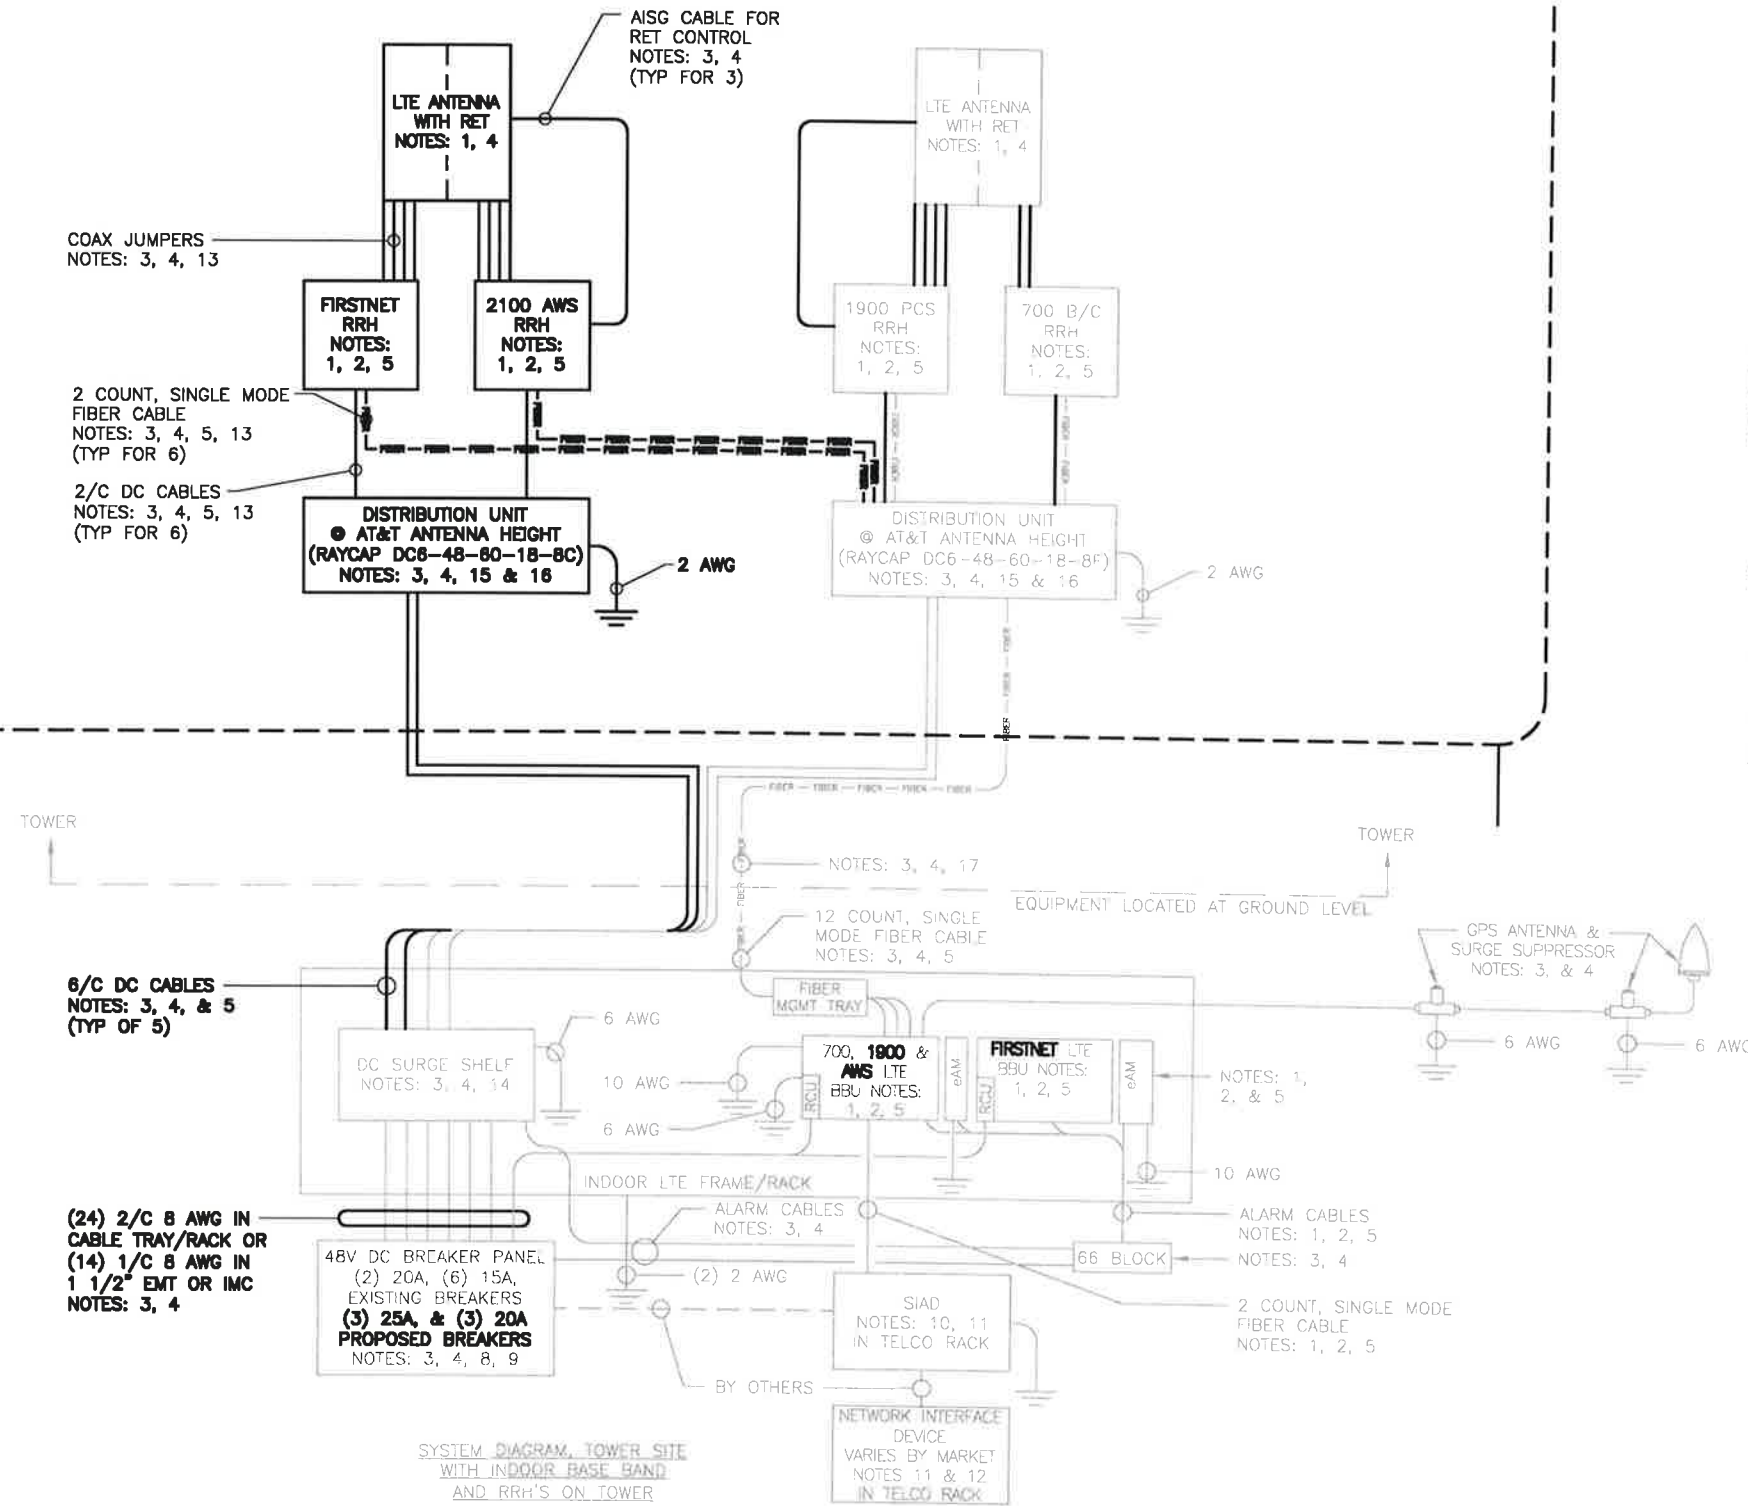 AISG CABLE FOR
RET CONTROL
NOTES: 3, 4
(TYP FOR 3)
LTE ANTENNA
WITH RET
NOTES: 1, 4
LTE ANTENNA
WITH RET
NOTES: 1, 4
COAX JUMPERS
NOTES: 3, 4, 13
FIRSTNET
RRH
NOTES:
1, 2, 5
2100 AWS
RRH
NOTES:
1, 2, 5
1900 PCS
RRH
NOTES:
1, 2, 5
700 B/C
RRH
NOTES:
1, 2, 5
2 COUNT, SINGLE MODE
FIBER CABLE
NOTES: 3, 4, 5, 13
(TYP FOR 6)
2/C DC CABLES
NOTES: 3, 4, 5, 13
(TYP FOR 6)
DISTRIBUTION UNIT
@ AT&T ANTENNA HEIGHT
(RAYCAP DC6-48-60-18-8C)
NOTES: 3, 4, 15 & 16
2 AWG
DISTRIBUTION UNIT
@ AT&T ANTENNA HEIGHT
(RAYCAP DC6-48-60-18-8F)
NOTES: 3, 4, 15 & 16
2 AWG
FIBER
FIBER
FIBER
FIBER FIBER FIBER FIBER FIBER
TOWER
TOWER
FIBER
NOTES: 3, 4, 17
FIBER
EQUIPMENT LOCATED AT GROUND LEVEL
12 COUNT, SINGLE
MODE FIBER CABLE
NOTES: 3, 4, 5
FIBER
GPS ANTENNA &
SURGE SUPPRESSOR
NOTES: 3, & 4
6/C DC CABLES
NOTES: 3, 4, & 5
(TYP OF 5)
FIBER
MGMT TRAY
6 AWG
6 AWG
6 AWG
DC SURGE SHELF
NOTES: 3, 4, 14
10 AWG
6 AWG
700, 1900 &
AWS LTE
BBU NOTES:
1, 2, 5
RCU
eAM
FIRSTNET LTE
BBU NOTES:
1, 2, 5
RCU
eAM
NOTES: 1,
2, & 5
10 AWG
INDOOR LTE FRAME/RACK
(24) 2/C 8 AWG IN
CABLE TRAY/RACK OR
(14) 1/C 8 AWG IN
1 1/2" EMT OR IMC
NOTES: 3, 4
ALARM CABLES
NOTES: 3, 4
ALARM CABLES
NOTES: 1, 2, 5
48V DC BREAKER PANEL
(2) 20A, (6) 15A,
EXISTING BREAKERS
(3) 25A, & (3) 20A
PROPOSED BREAKERS
NOTES: 3, 4, 8, 9
(2) 2 AWG
66 BLOCK
NOTES: 3, 4
SIAD
NOTES: 10, 11
IN TELCO RACK
2 COUNT, SINGLE MODE
FIBER CABLE
NOTES: 1, 2, 5
BY OTHERS
NETWORK INTERFACE
DEVICE
VARIES BY MARKET
NOTES 11 & 12
IN TELCO RACK
SYSTEM DIAGRAM, TOWER SITE
WITH INDOOR BASE BAND
AND RRH'S ON TOWER